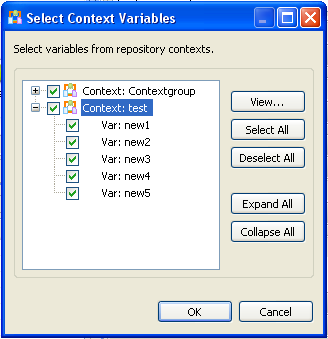 Select Context Variables
Select variables from repository contexts.
Context: Contextgroup
Context: test
Var: new1
Var: new2
Var: new3
Var: new4
Var: new5
View...
Select All
Deselect All
Expand All
Collapse All
OK
Cancel